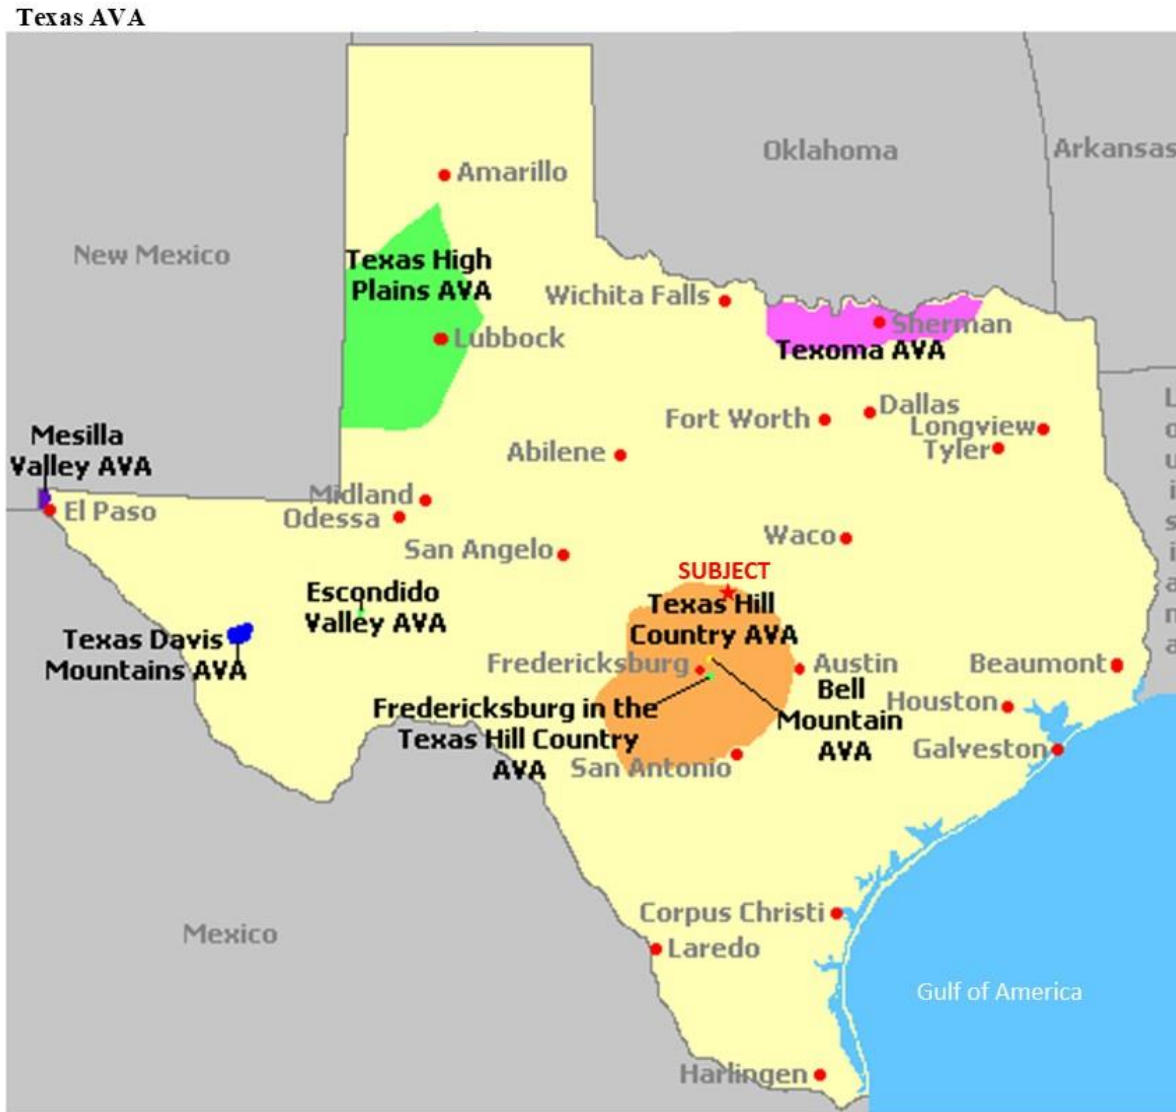 Texas AVA
Oklahoma
Arkansas
Amarillo
New Mexico
Texas High
Plains AVA
Wichita Falls
Sherman
Lubbock
Texoma AVA
Dallas
Fort Worth
Longview
Tyler
Mesilla
Valley AVA
Abilene
Midland
El Paso
Odessa
Waco
San Angelo
SUBJECT
Escondido
Valley AVA
Texas Hill
Country AVA
Texas Davis
Mountains AVA
Fredericksburg
Austin
Beaumont
Bell
Mountain
AVA
Houston
Fredericksburg in the
Texas Hill Country
AVA
Galveston
San Antonio
Corpus Christi
Mexico
Laredo
Gulf of America
Harlingen